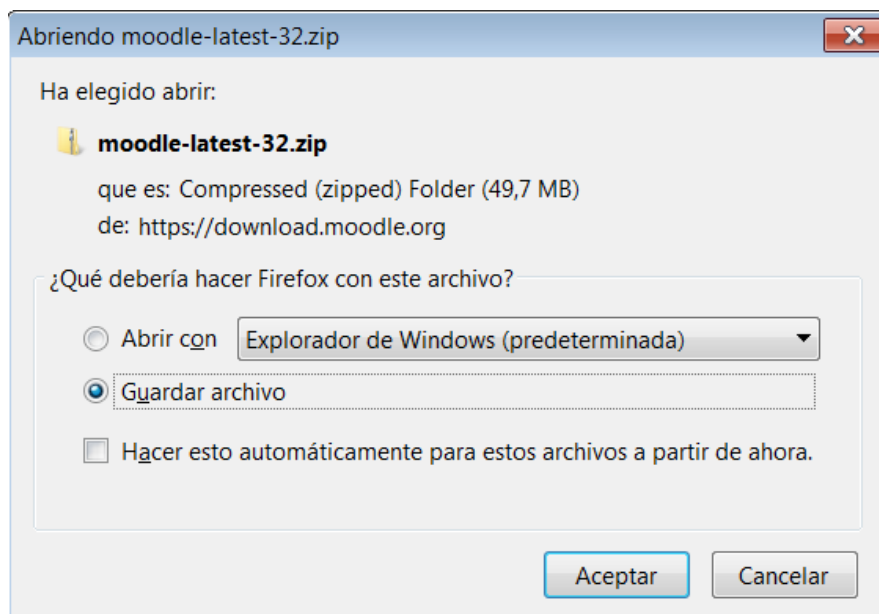 Abriendo moodle-latest-32.zip
Ha elegido abrir:
moodle-latest-32.zip
que es: Compressed (zipped) Folder (49,7 MB)
de: https://download.moodle.org
¿Qué debería hacer Firefox con este archivo?
Abrir con Explorador de Windows (predeterminada)
Guardar archivo
Hacer esto automáticamente para estos archivos a partir de ahora.
Aceptar Cancelar